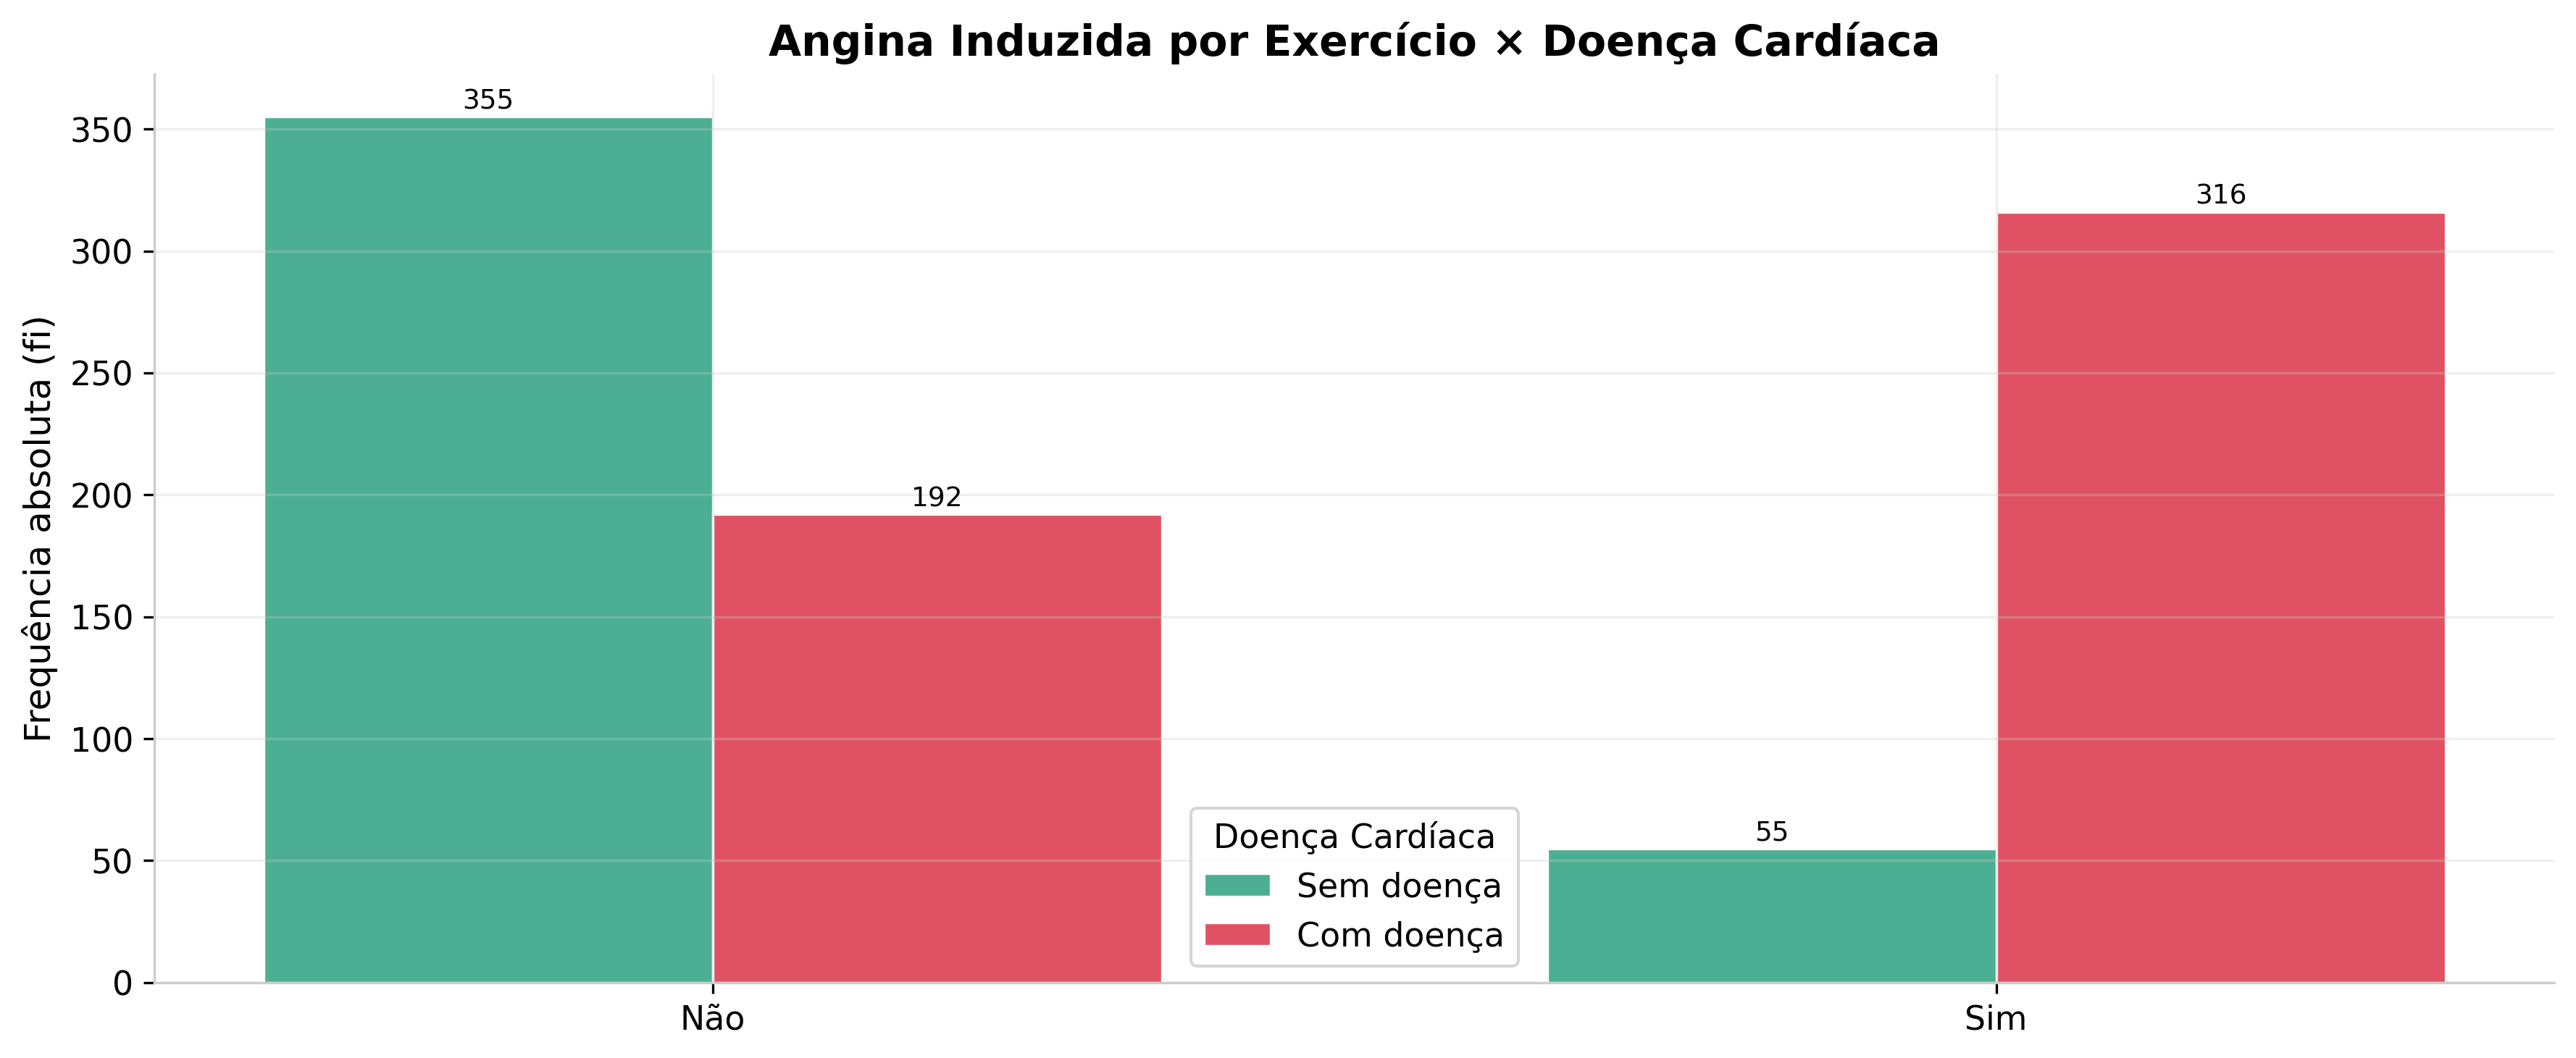 Angina Induzida por Exercício × Doença Cardíaca
Frequência absoluta (fi)
350
300
250
200
150
100
50
0
355
192
55
316
Não
Sim
Doença Cardíaca
Sem doença
Com doença